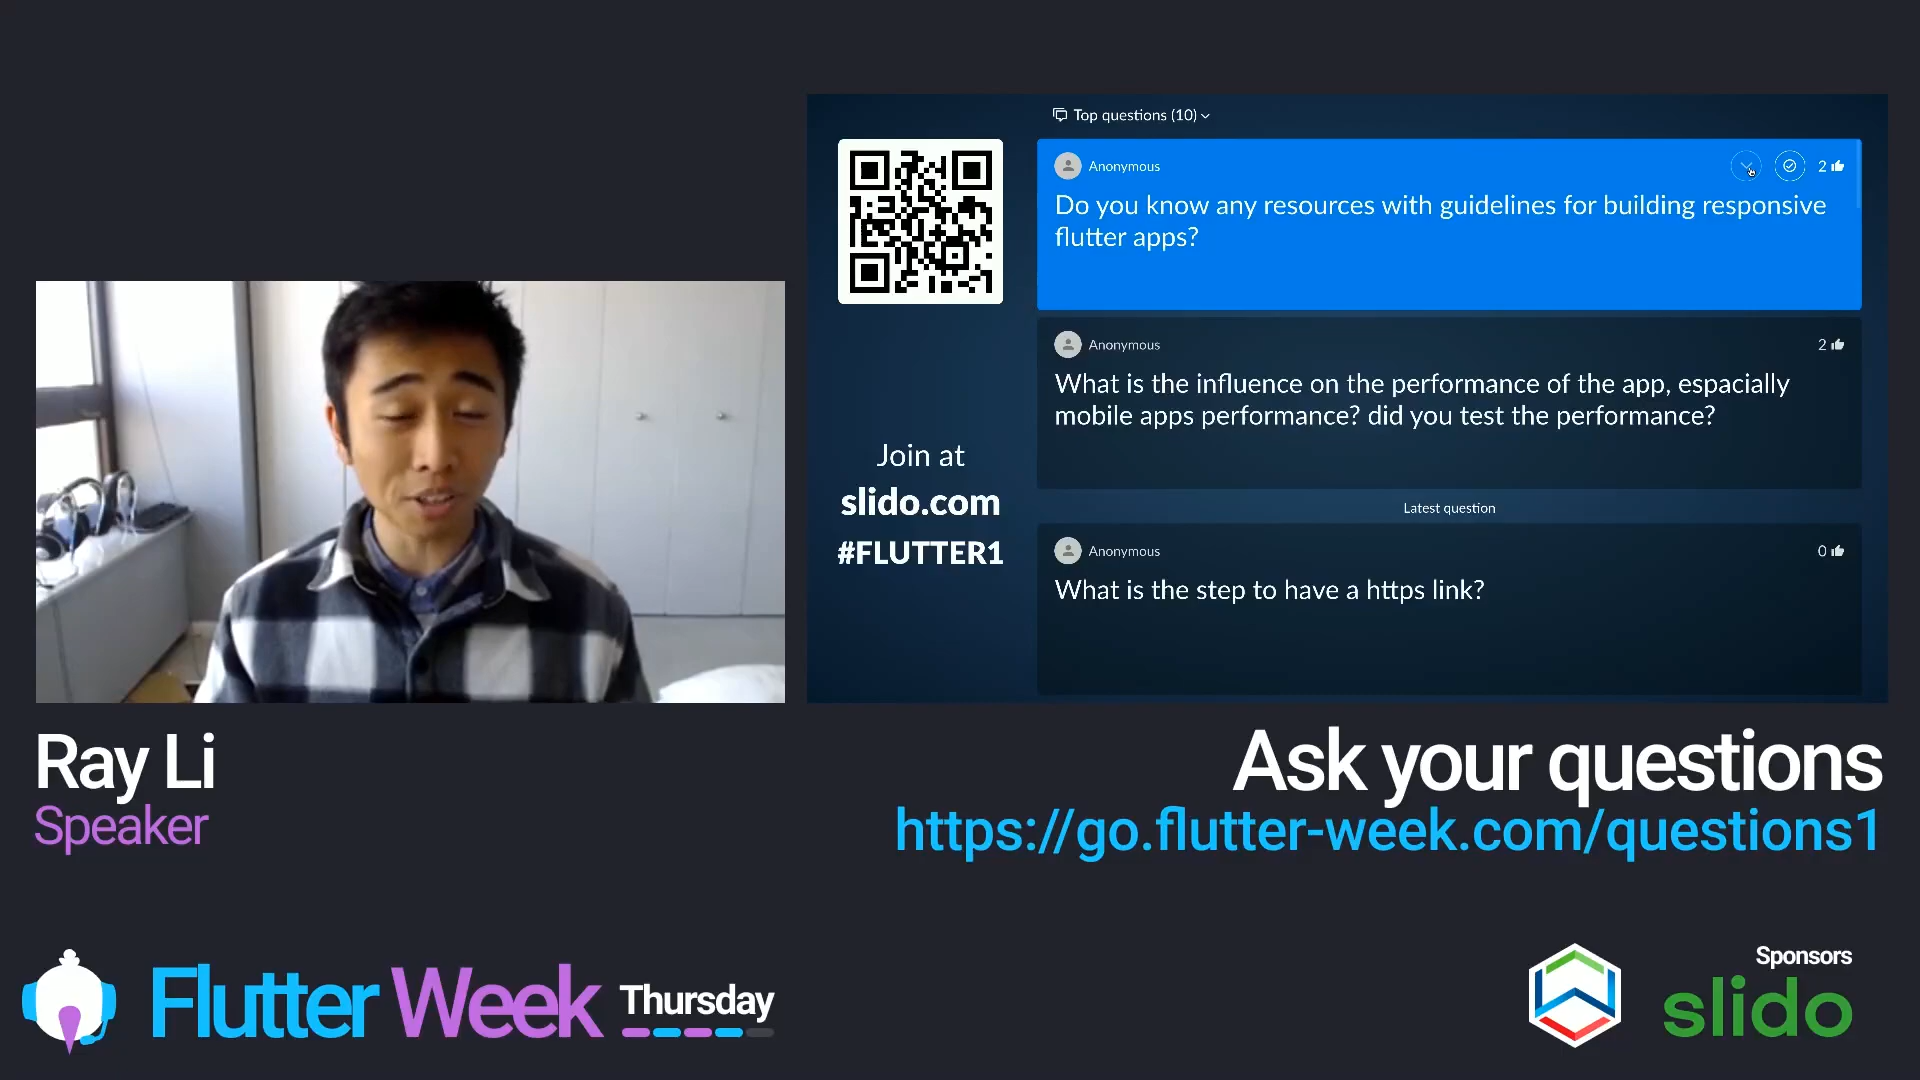 Top questions (10)
Anonymous
2
Do you know any resources with guidelines for building responsive
flutter apps?
Anonymous
2
What is the influence on the performance of the app, espacially
mobile apps performance? did you test the performance?
Latest question
Anonymous
0
What is the step to have a https link?
Join at
slido.com
#FLUTTER1
Ray Li
Speaker
Ask your questions
https://go.flutter-week.com/questions1
Flutter Week Thursday
Sponsors
slido